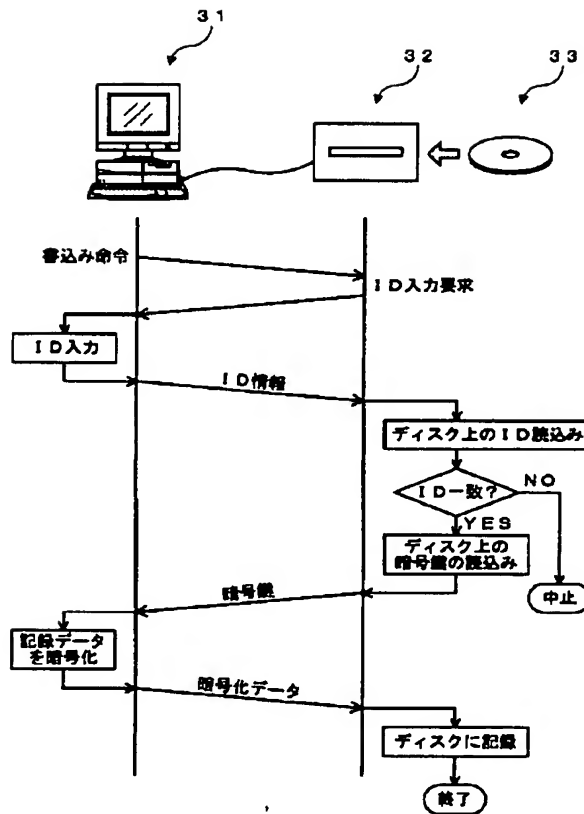 31
32
33
書込み命令
ID入力要求
ID入力
ID情報
ディスク上のID読込み
ID一致?
NO
YES
ディスク上の
暗号鍵の読込み
暗号鍵
中止
記録データ
を暗号化
暗号化データ
ディスクに記録
終了